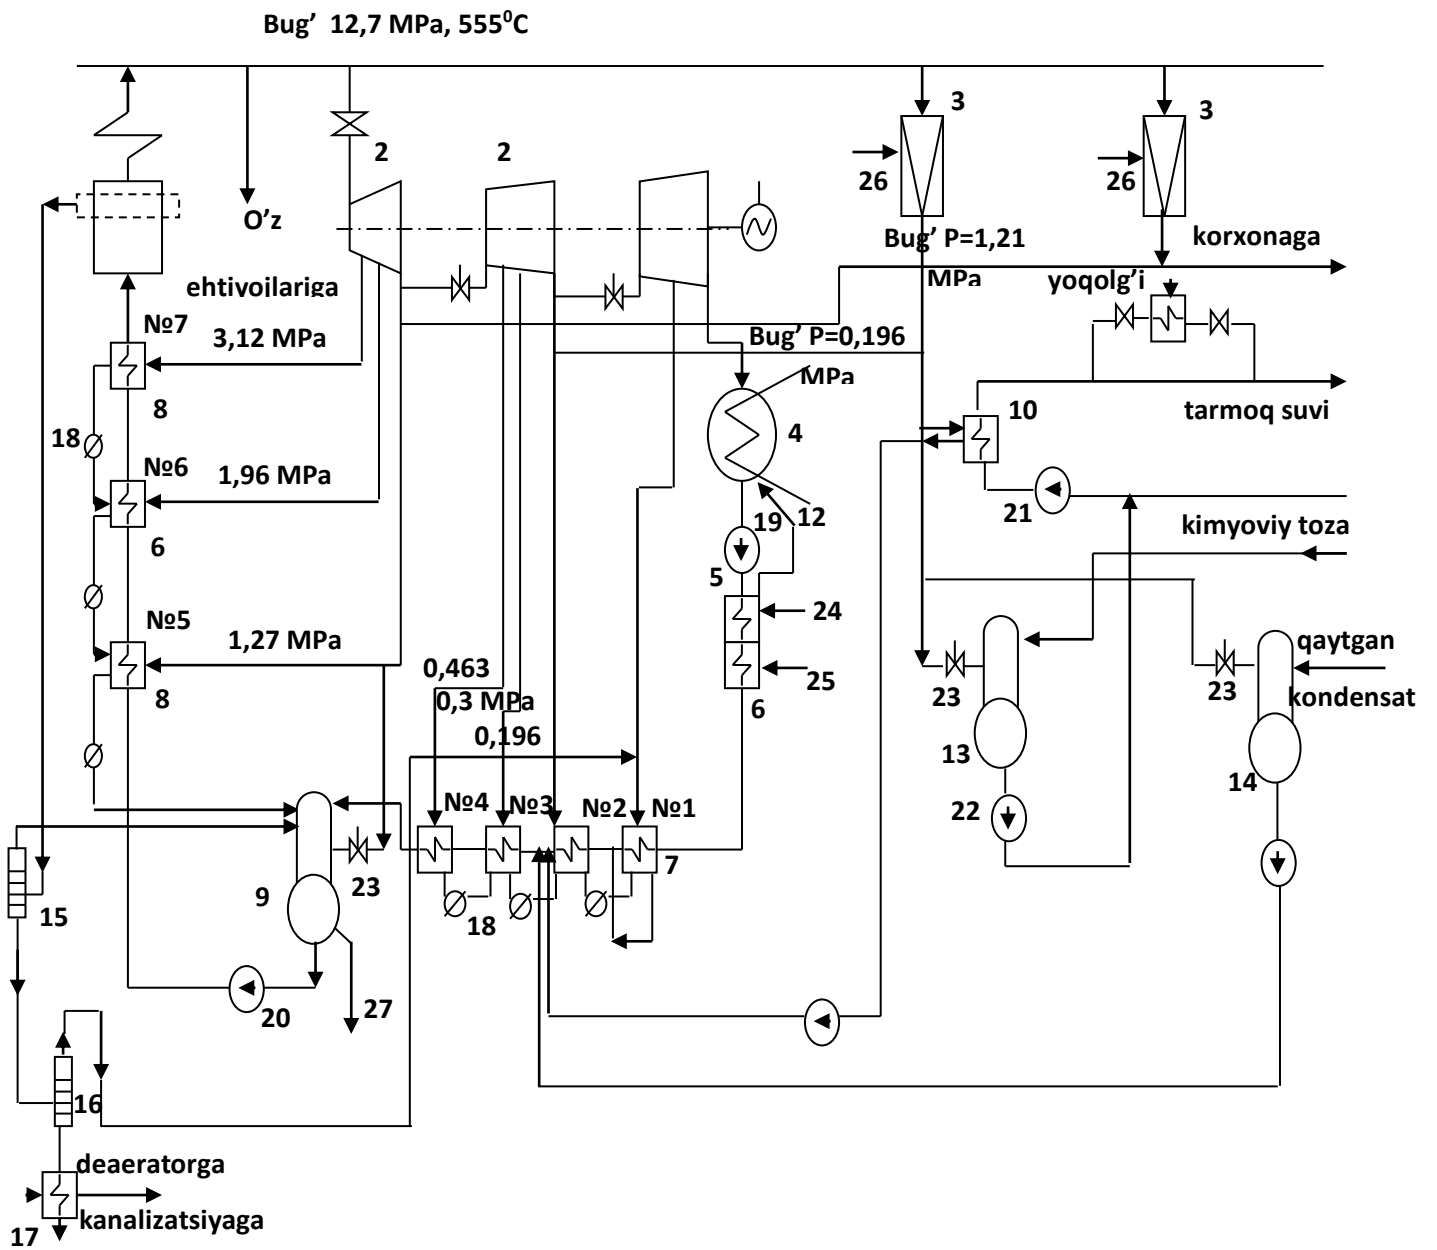 Bug’ 12,7 MPa, 555⁰C
3
3
2
2
26
26
O’z
Bug’ P=1,21
MPa
korxonaga
ehtivoilariga
yoqolg’i
№7
3,12 MPa
Bug’ P=0,196
MPa
8
10
tarmoq suvi
18
4
№6
1,96 MPa
19
12
21
kimyoviy toza
6
5
24
№5
1,27 MPa
qaytgan
0,463
25
23
23
kondensat
8
0,3 MPa
6
0,196
13
14
№4
№3
№2
№1
22
7
23
9
15
18
27
20
16
deaeratorga
kanalizatsiyaga
17